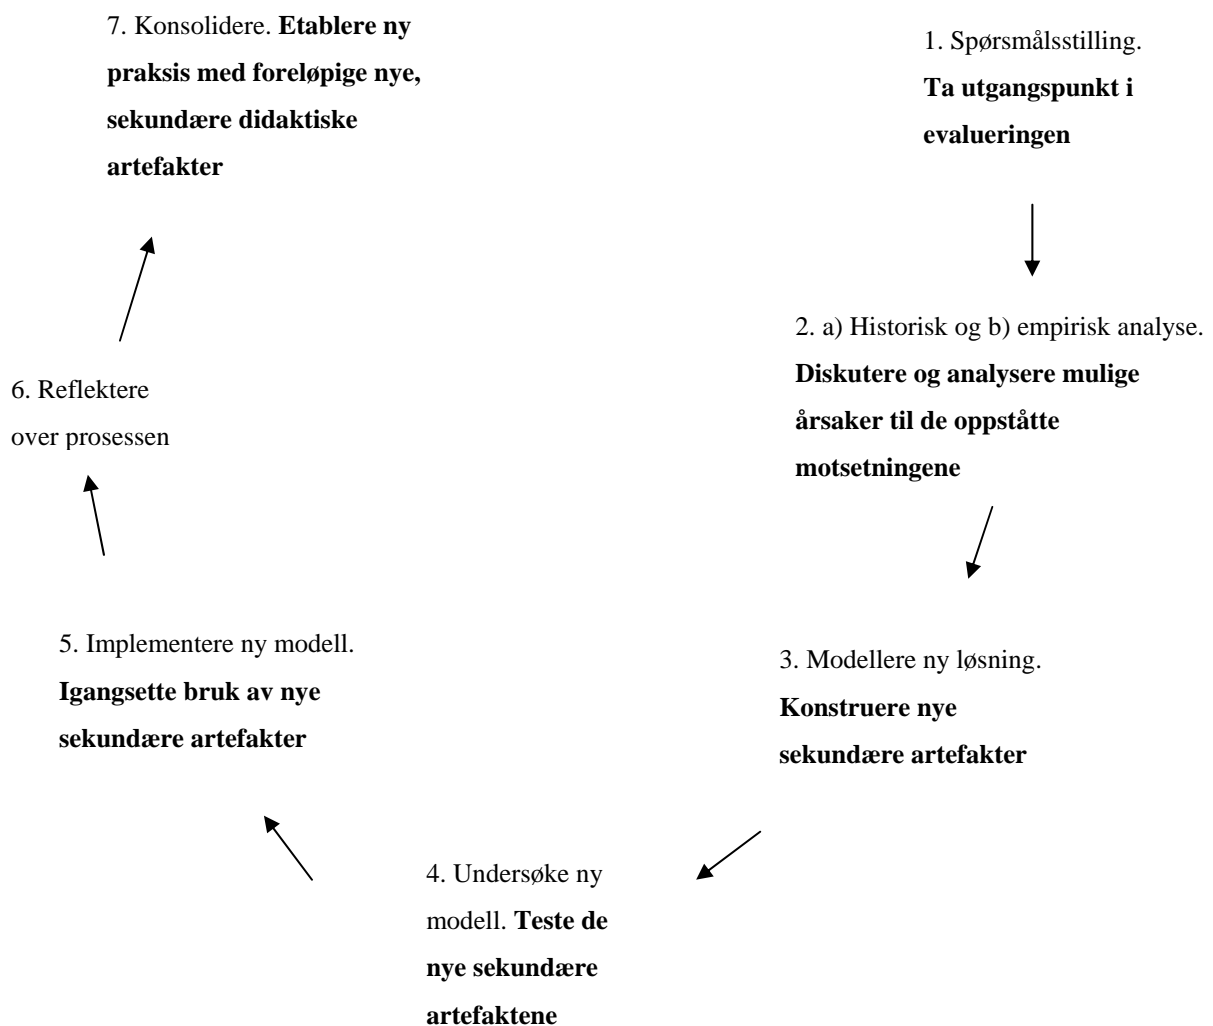 7. Konsolidere. Etablere ny
praksis med foreløpige nye,
sekundære didaktiske
artefakter
1. Spørsmålsstilling.
Ta utgangspunkt i
evalueringen
2. a) Historisk og b) empirisk analyse.
Diskutere og analysere mulige
årsaker til de oppståtte
motsetningene
6. Reflektere
over prosessen
5. Implementere ny modell.
Igangsette bruk av nye
sekundære artefakter
3. Modellere ny løsning.
Konstruere nye
sekundære artefakter
4. Undersøke ny
modell. Teste de
nye sekundære
artefaktene